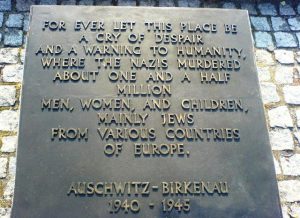 FOR EVER LET THIS PLACE BE
A CRY OF DESPAIR
AND A WARNING TO HUMANITY,
WHERE THE NAZIS MURDERED
ABOUT ONE AND A HALF
MILLION
MEN, WOMEN, AND CHILDREN,
MAINLY JEWS
FROM VARIOUS COUNTRIES
OF EUROPE.
AUSCHWITZ-BIRKENAU
1940 - 1945